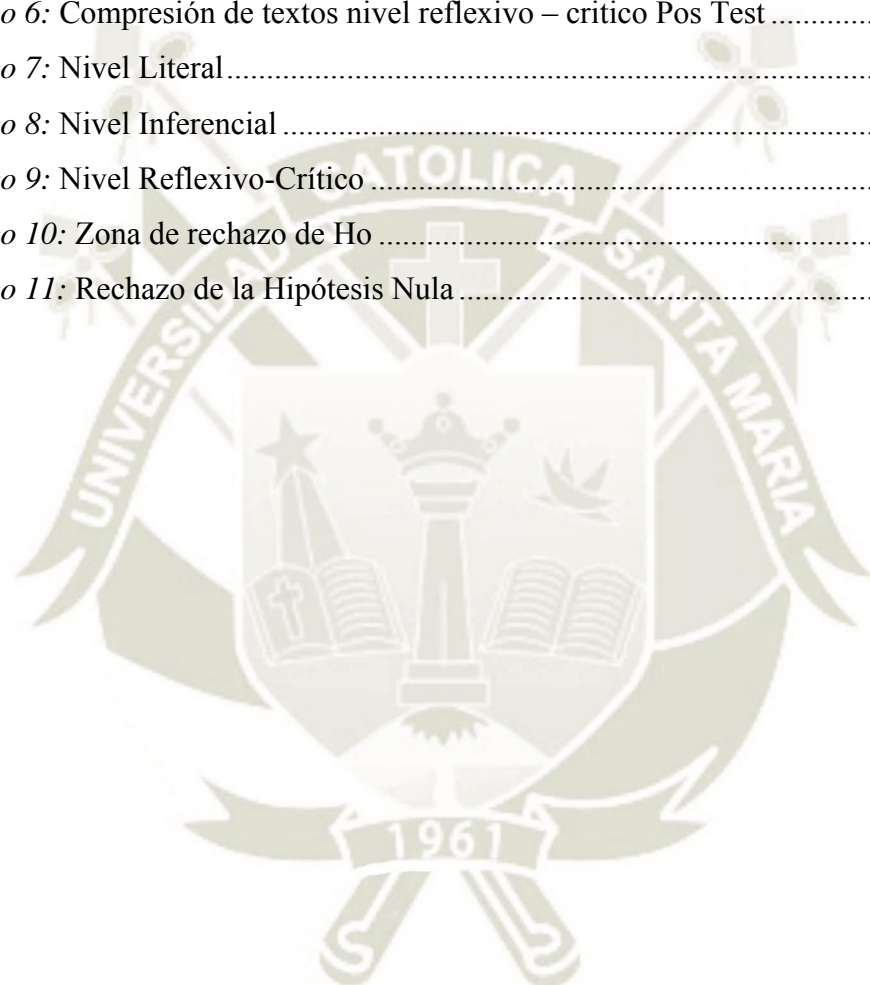 o 6: Compresión de textos nivel reflexivo – critico Pos Test ............
o 7: Nivel Literal ............
o 8: Nivel Inferencial ............
o 9: Nivel Reflexivo-Crítico ............
o 10: Zona de rechazo de Ho ............
o 11: Rechazo de la Hipótesis Nula ............
UNIVERSIDAD CATOLICA SANTA MARIA
1961